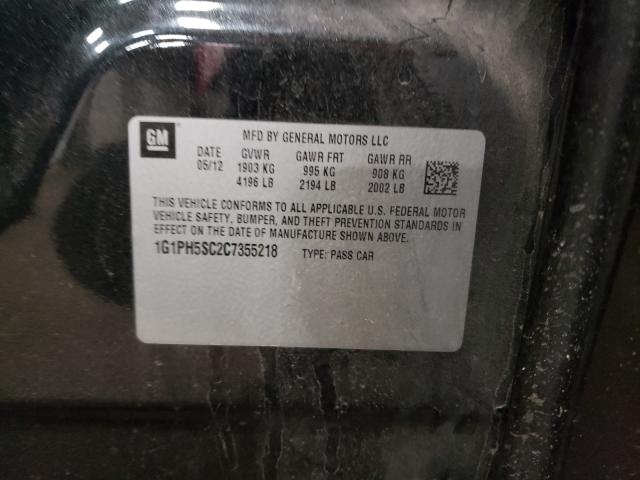 GM
MFD BY GENERAL MOTORS LLC
DATE GVWR GAWR FRT GAWR RR
05/12 1903 KG 995 KG 908 KG
4196 LB 2194 LB 2002 LB
THIS VEHICLE CONFORMS TO ALL APPLICABLE U.S. FEDERAL MOTOR
VEHICLE SAFETY, BUMPER, AND THEFT PREVENTION STANDARDS IN
EFFECT ON THE DATE OF MANUFACTURE SHOWN ABOVE.
1G1PH5SC2C7355218 TYPE: PASS CAR